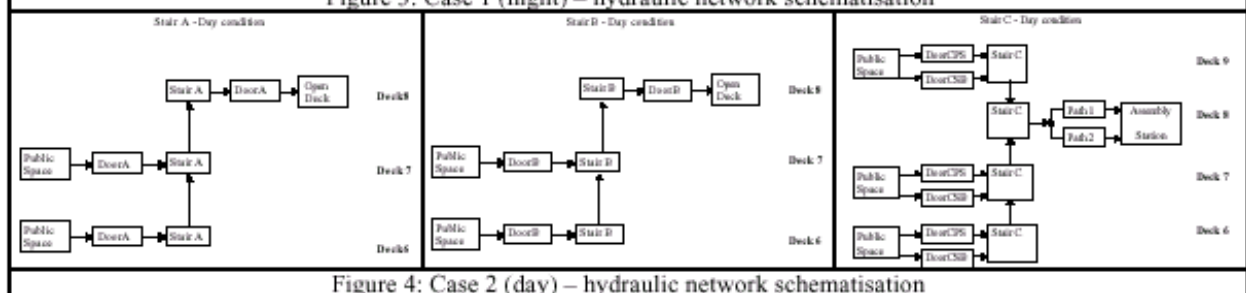 Figure 3: Case 1 (night) – hydraulic network schematisation
Stair A - Day condition
Stair A
DoorA
Open
Deck
Deck8
Public
Space
DoorA
Stair A
Deck 7
Public
Space
DoorA
Stair A
Deck6
Stair B - Day condition
Stair B
DoorB
Open
Deck
Deck 8
Public
Space
DoorB
Stair B
Deck 7
Public
Space
DoorB
Stair B
Deck 6
Stair C - Day condition
Public
Space
DoorCPS
DoorCSB
Stair C
Deck 9
Stair C
Path1
Path2
Assembly
Station
Deck 8
Public
Space
DoorCPS
DoorCSB
Stair C
Deck 7
Public
Space
DoorCPS
DoorCSB
Stair C
Deck 6
Figure 4: Case 2 (day) – hydraulic network schematisation